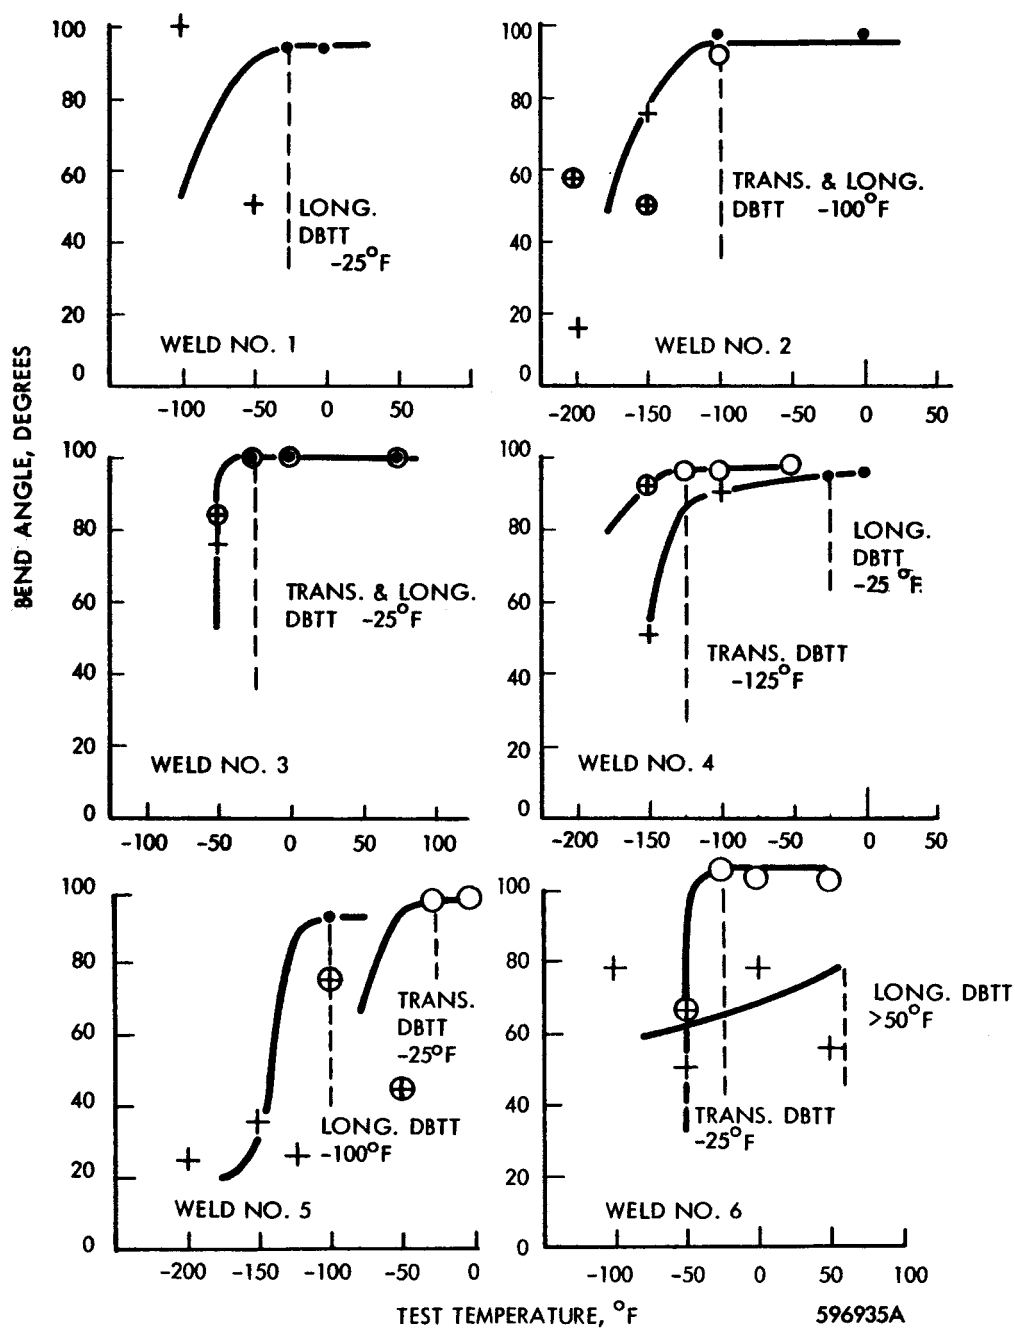 BEND ANGLE, DEGREES
100
80
60
40
20
0
-100 -50 0 50
LONG.
DBTT
-25°F
WELD NO. 1
100
80
60
40
20
0
-200 -150 -100 -50 0 50
TRANS. & LONG.
DBTT -100°F
WELD NO. 2
100
80
60
40
20
0
-100 -50 0 50 100
TRANS. & LONG.
DBTT -25°F
WELD NO. 3
100
80
60
40
20
0
-200 -150 -100 -50 0 50
LONG.
DBTT
-25°F
TRANS. DBTT
-125°F
WELD NO. 4
100
80
60
40
20
0
-200 -150 -100 -50 0
TRANS.
DBTT
-25°F
LONG. DBTT
-100°F
WELD NO. 5
100
80
60
40
20
0
-100 -50 0 50 100
LONG. DBTT
>50°F
TRANS. DBTT
-25°F
WELD NO. 6
TEST TEMPERATURE, °F
596935A